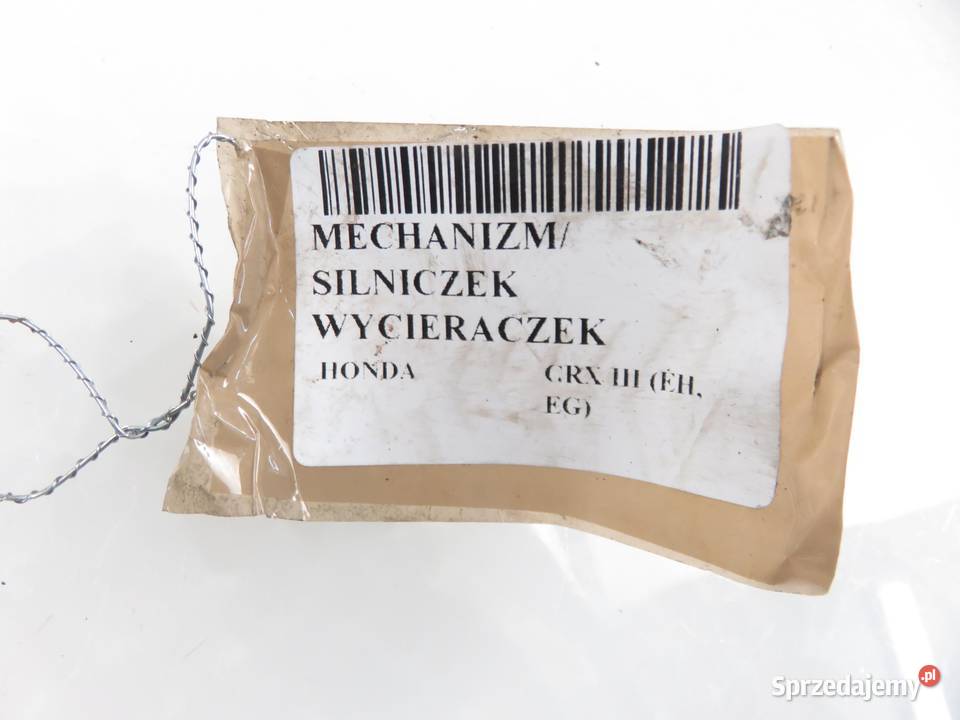 MECHANIZM/
SILNICZEK
WYCIERACZEK
HONDA CRX III (EH,
EG)
Sprzedajemy.pl